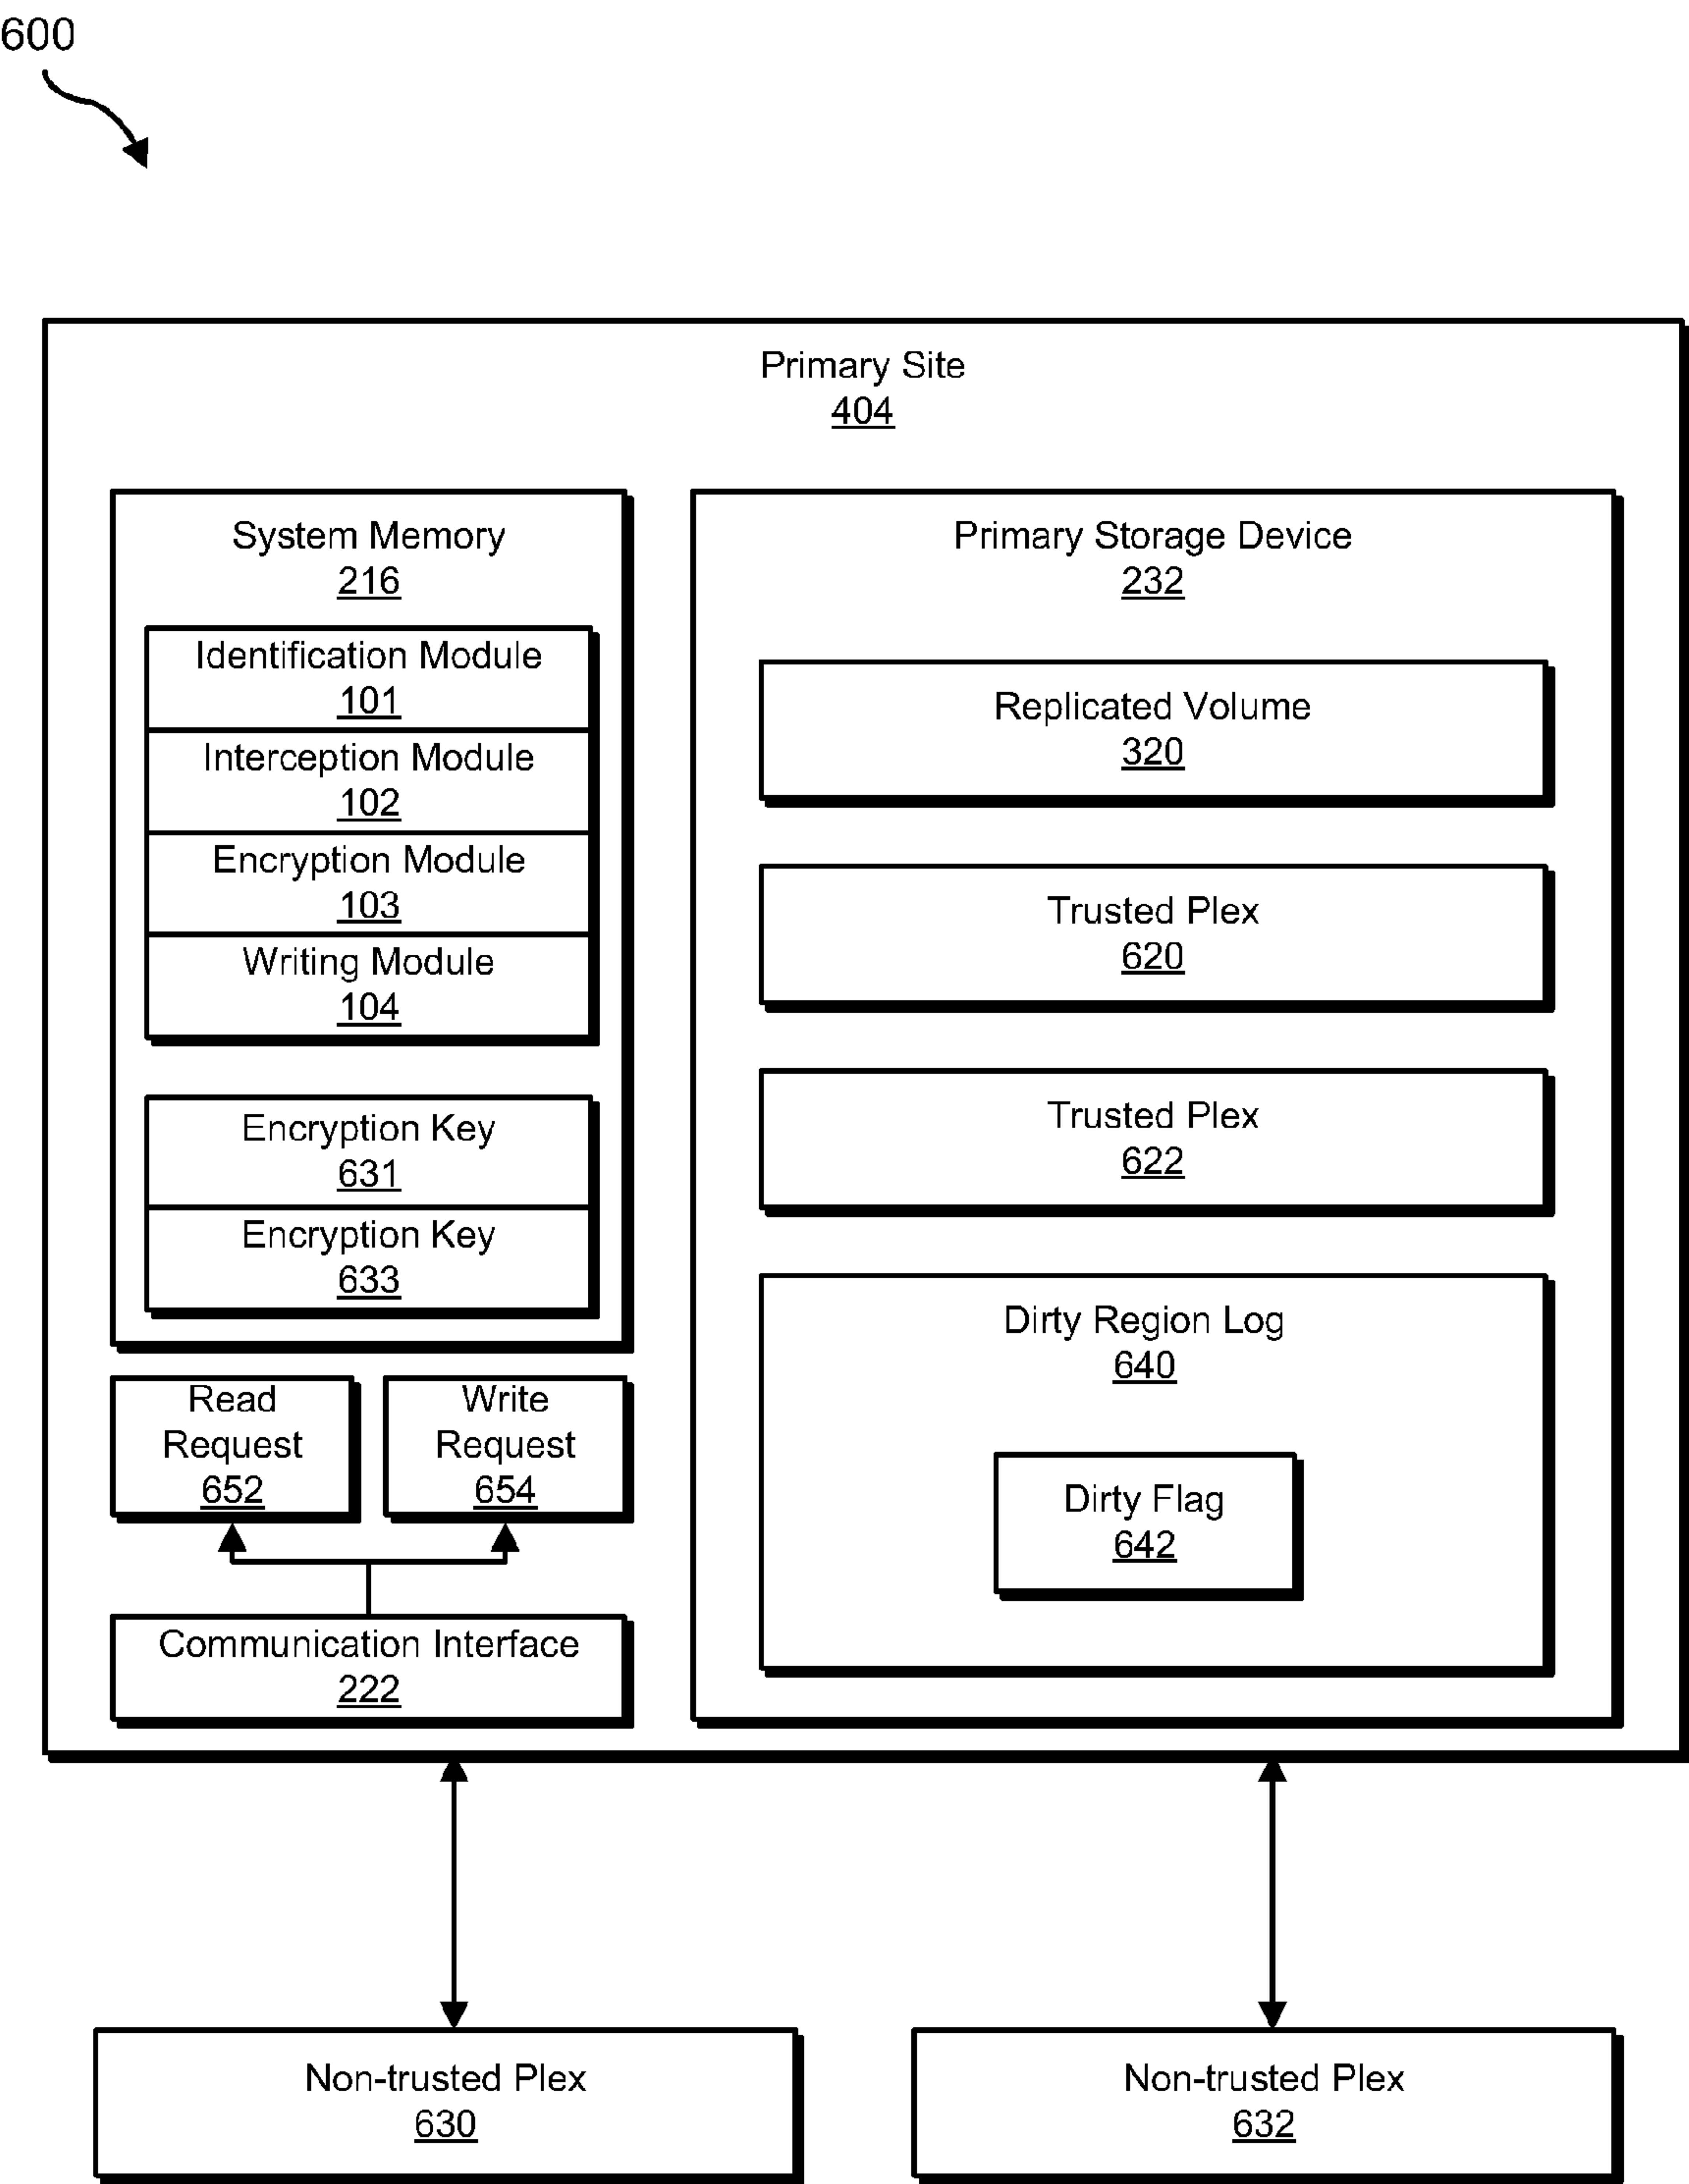 600
Primary Site
404
System Memory
216
Identification Module
101
Interception Module
102
Encryption Module
103
Writing Module
104
Encryption Key
631
Encryption Key
633
Read
Request
652
Write
Request
654
Communication Interface
222
Primary Storage Device
232
Replicated Volume
320
Trusted Plex
620
Trusted Plex
622
Dirty Region Log
640
Dirty Flag
642
Non-trusted Plex
630
Non-trusted Plex
632